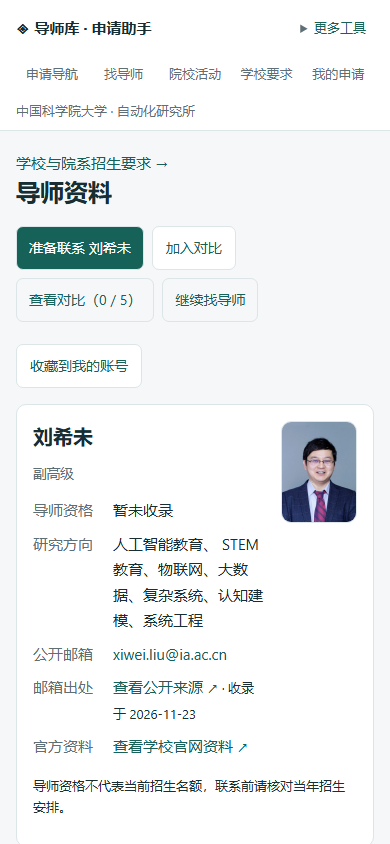 ◈ 导师库 · 申请助手
▶ 更多工具
申请导航 找导师 院校活动 学校要求 我的申请
中国科学院大学 · 自动化研究所
学校与院系招生要求 →
导师资料
准备联系 刘希未
加入对比
查看对比（0 / 5）
继续找导师
收藏到我的账号
刘希未
副高级
导师资格 暂未收录
研究方向 人工智能教育、 STEM
教育、物联网、大数
据、复杂系统、认知建
模、系统工程
公开邮箱 xiwei.liu@ia.ac.cn
邮箱出处 查看公开来源 ↗ · 收录
于 2026-11-23
官方资料 查看学校官网资料 ↗
导师资格不代表当前招生名额，联系前请核对当年招生
安排。